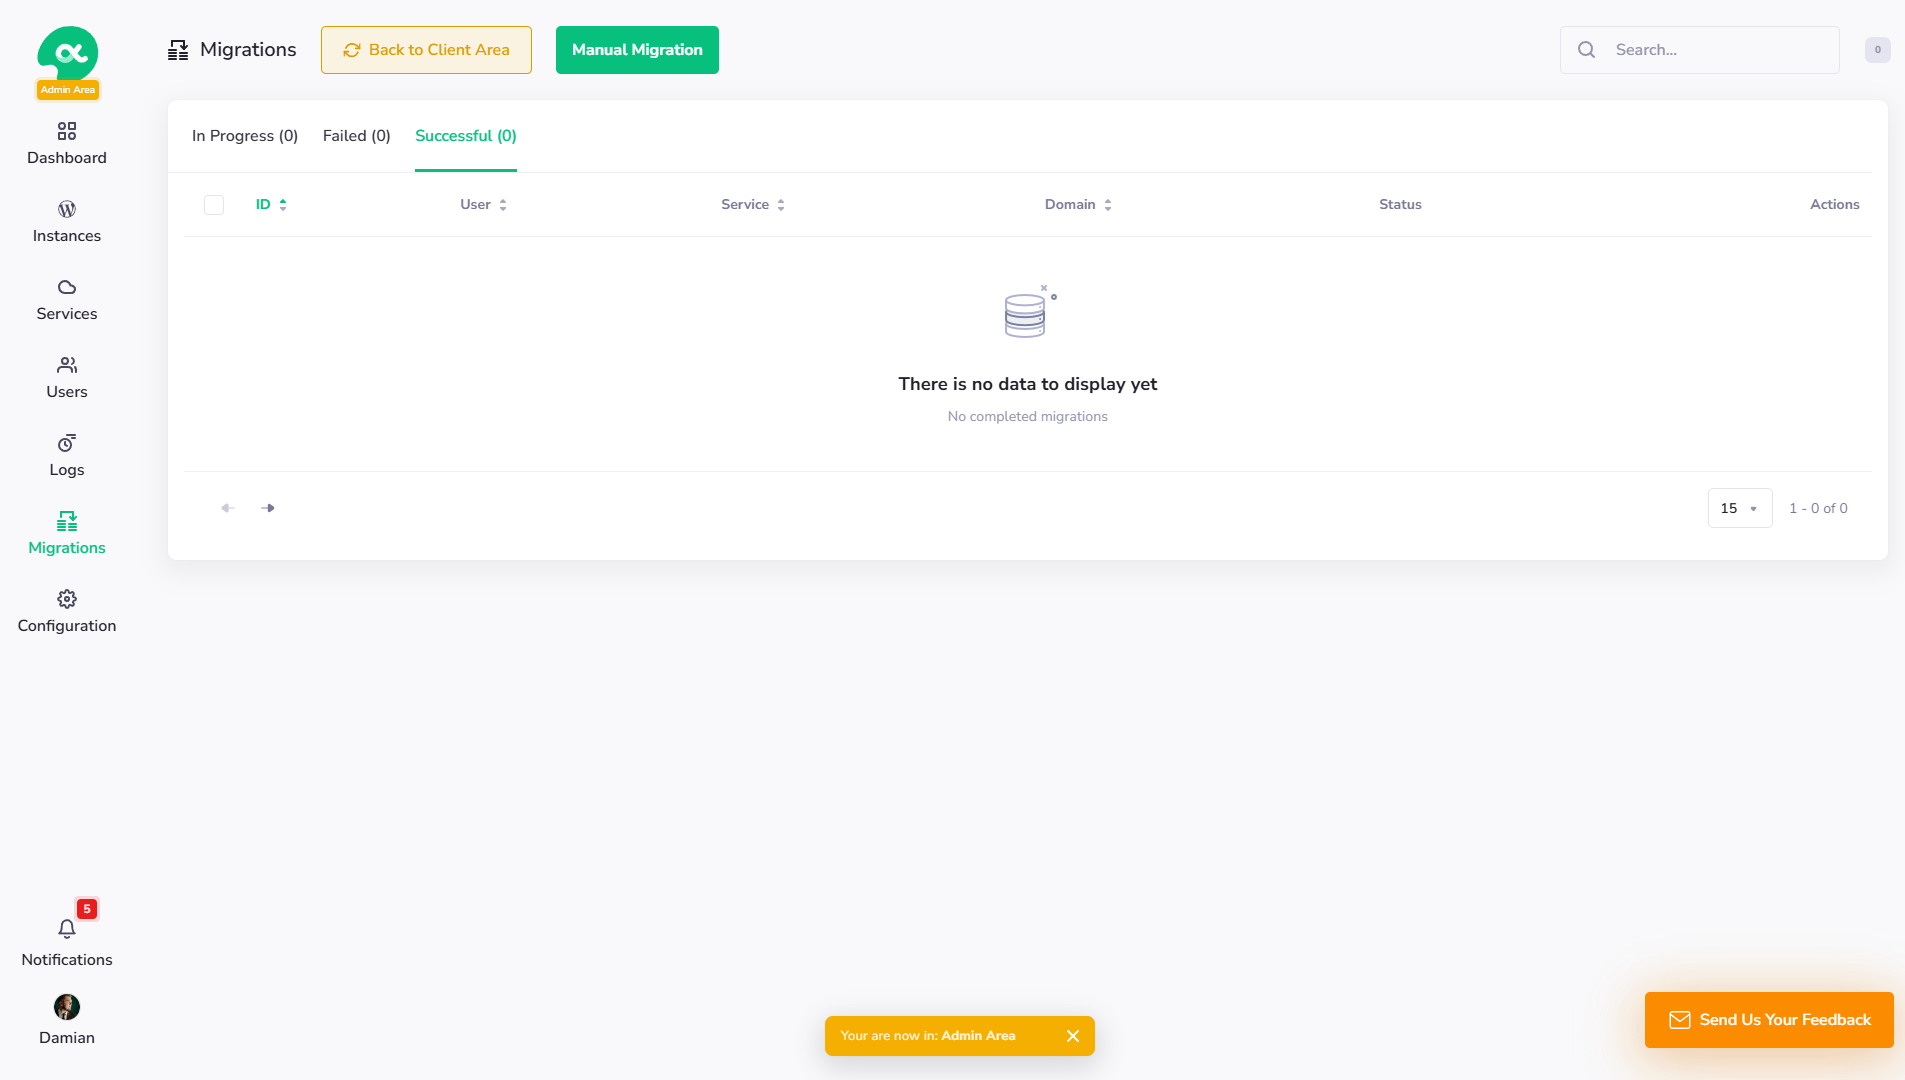 Admin Area
Dashboard
Instances
Services
Users
Logs
Migrations
Configuration
5
Notifications
Damian
Migrations
Back to Client Area
Manual Migration
Search...
0
In Progress (0)
Failed (0)
Successful (0)
ID
User
Service
Domain
Status
Actions
There is no data to display yet
No completed migrations
15
1 - 0 of 0
Your are now in: Admin Area
Send Us Your Feedback